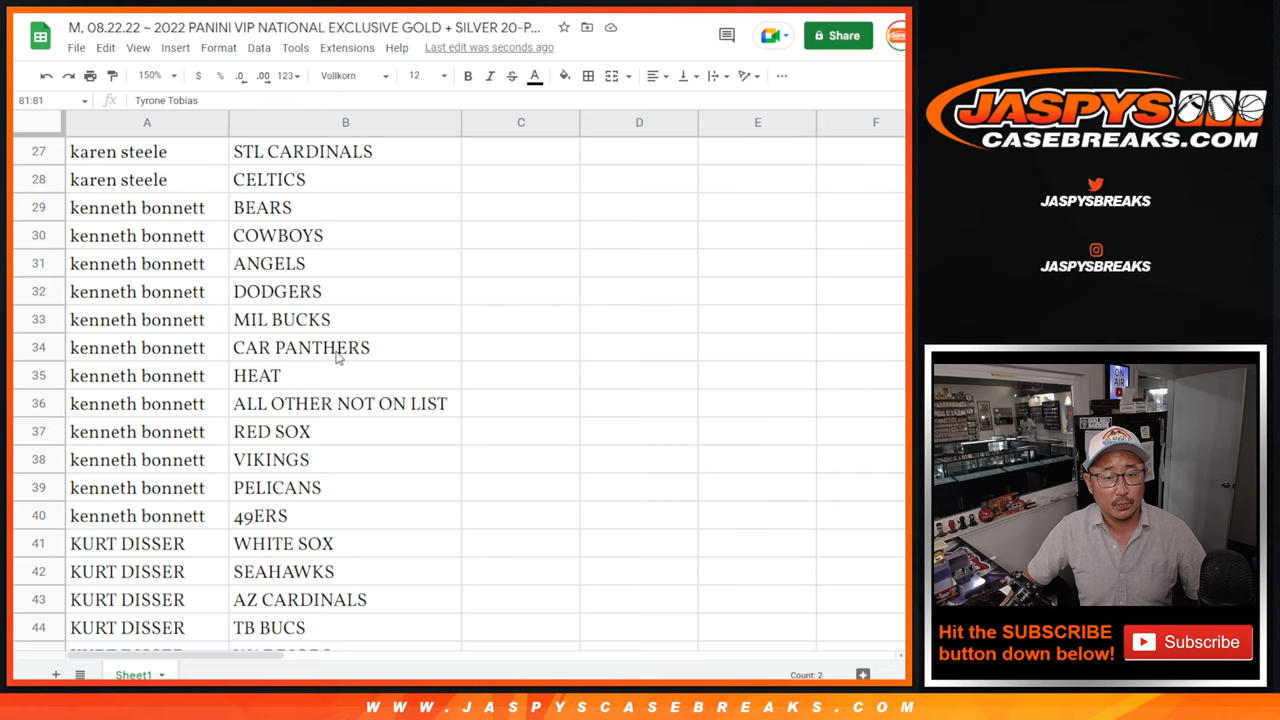 M, 08.22.22 ~ 2022 PANINI VIP NATIONAL EXCLUSIVE GOLD + SILVER 20-P...
File Edit View Insert Format Data Tools Extensions Help Last edit was seconds ago
Share
150% $ % .0 .00 123 Vollkorn 12 B I S A
81:81 fx Tyrone Tobias
A B C D E F
27 karen steele STL CARDINALS
28 karen steele CELTICS
29 kenneth bonnett BEARS
30 kenneth bonnett COWBOYS
31 kenneth bonnett ANGELS
32 kenneth bonnett DODGERS
33 kenneth bonnett MIL BUCKS
34 kenneth bonnett CAR PANTHERS
35 kenneth bonnett HEAT
36 kenneth bonnett ALL OTHER NOT ON LIST
37 kenneth bonnett RED SOX
38 kenneth bonnett VIKINGS
39 kenneth bonnett PELICANS
40 kenneth bonnett 49ERS
41 KURT DISSER WHITE SOX
42 KURT DISSER SEAHAWKS
43 KURT DISSER AZ CARDINALS
44 KURT DISSER TB BUCS
Sheet1
Count: 2
JASPYS
CASEBREAKS.COM
JASPYSBREAKS
JASPYSBREAKS
ON AIR
Hit the SUBSCRIBE
button down below!
Subscribe
WWW.JASPYSCASEBREAKS.COM